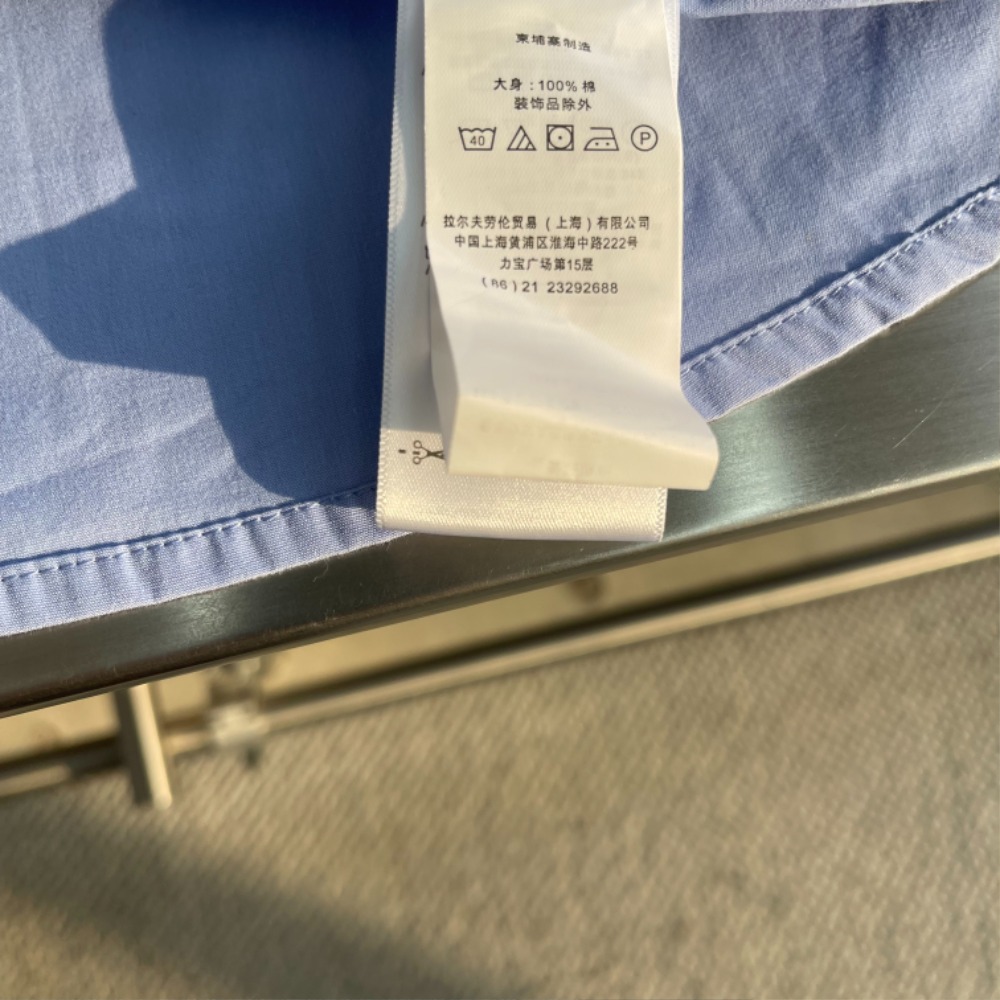 柬埔寨制造
大身：100% 棉
装饰品除外
40
P
拉尔夫劳伦贸易（上海）有限公司
中国上海黄浦区淮海中路222号
力宝广场第15层
(86) 21 23292688